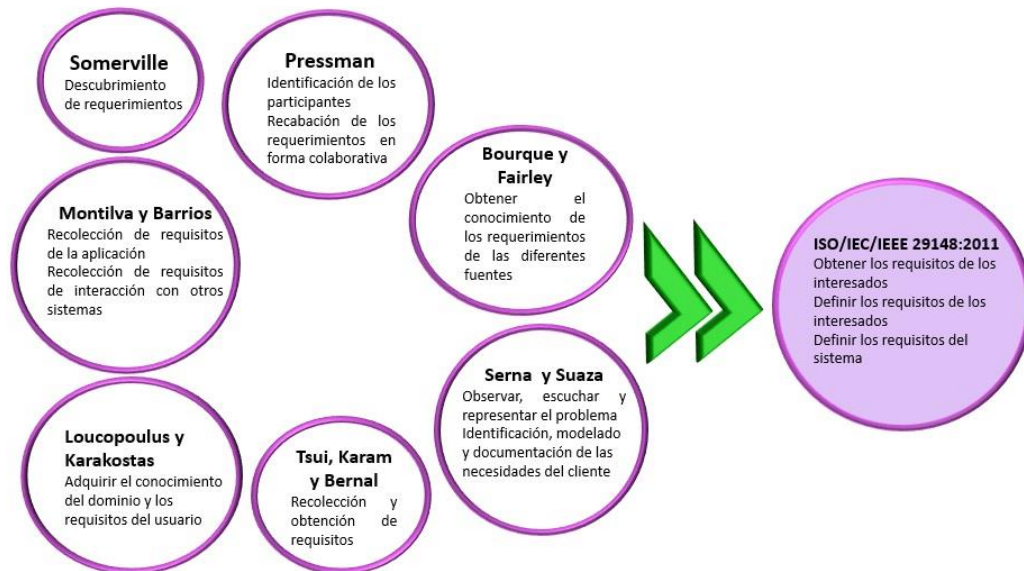 Somerville
Descubrimiento
de requerimientos
Pressman
Identificación de los
participantes
Recabación de los
requerimientos en
forma colaborativa
Bourque y
Fairley
Obtener el
conocimiento de
los requerimientos
de las diferentes
fuentes
Montilva y Barrios
Recolección de requisitos
de la aplicación
Recolección de requisitos
de interacción con otros
sistemas
ISO/IEC/IEEE 29148:2011
Obtener los requisitos de los
interesados
Definir los requisitos de los
interesados
Definir los requisitos del
sistema
Serna y Suaza
Observar, escuchar y
representar el problema
Identificación, modelado
y documentación de las
necesidades del cliente
Loucopoulus y
Karakostas
Adquirir el conocimiento
del dominio y los
requisitos del usuario
Tsui, Karam
y Bernal
Recolección y
obtención de
requisitos